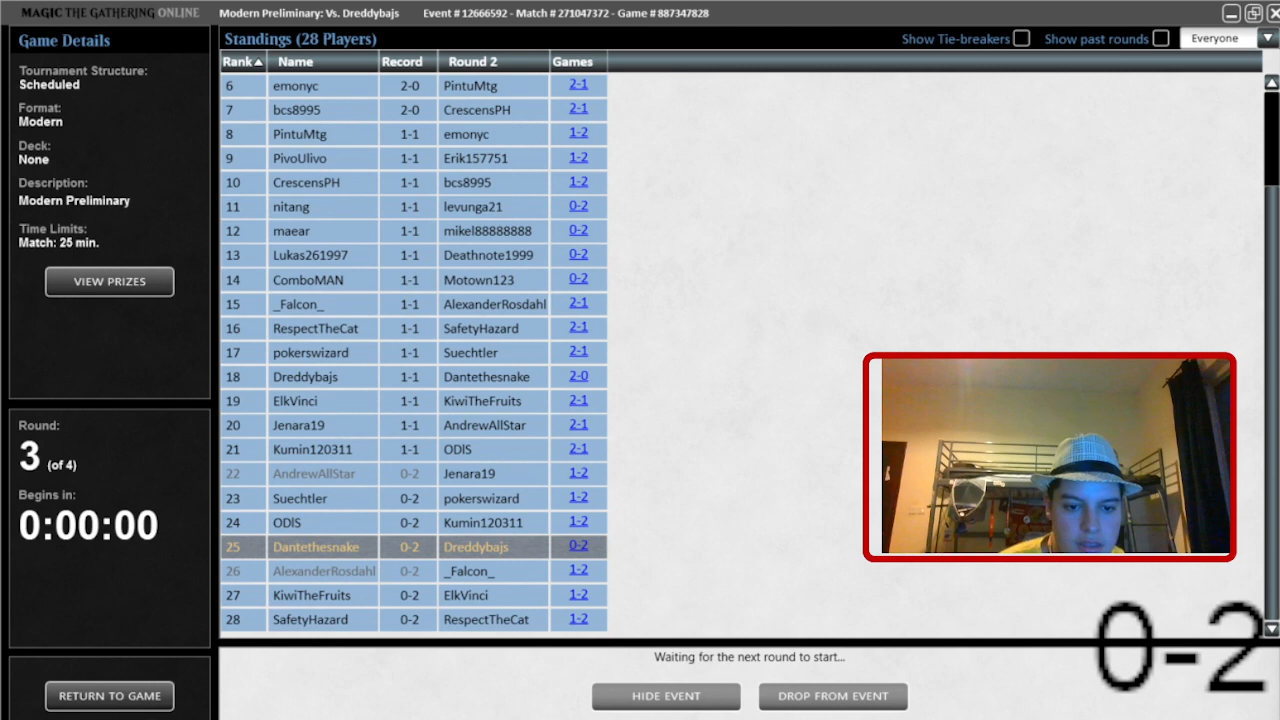 MAGIC THE GATHERING ONLINE
Modern Preliminary: Vs. Dreddybajs Event # 12666592 - Match # 271047372 - Game # 887347828
Game Details
Tournament Structure:
Scheduled
Format:
Modern
Deck:
None
Description:
Modern Preliminary
Time Limits:
Match: 25 min.
VIEW PRIZES
Round:
3 (of 4)
Begins in:
0:00:00
RETURN TO GAME
Standings (28 Players) Show Tie-breakers Show past rounds Everyone
Rank Name Record Round 2 Games
6 emonyc 2-0 PintuMtg 2-1
7 bcs8995 2-0 CrescensPH 2-1
8 PintuMtg 1-1 emonyc 1-2
9 PivoUlivo 1-1 Erik157751 1-2
10 CrescensPH 1-1 bcs8995 1-2
11 nitang 1-1 levunga21 0-2
12 maear 1-1 mikel88888888 0-2
13 Lukas261997 1-1 Deathnote1999 0-2
14 ComboMAN 1-1 Motown123 0-2
15 _Falcon_ 1-1 AlexanderRosdahl 2-1
16 RespectTheCat 1-1 SafetyHazard 2-1
17 pokerswizard 1-1 Suechtler 2-1
18 Dreddybajs 1-1 Dantethesnake 2-0
19 ElkVinci 1-1 KiwiTheFruits 2-1
20 Jenara19 1-1 AndrewAllStar 2-1
21 Kumin120311 1-1 ODlS 2-1
22 AndrewAllStar 0-2 Jenara19 1-2
23 Suechtler 0-2 pokerswizard 1-2
24 ODlS 0-2 Kumin120311 1-2
25 Dantethesnake 0-2 Dreddybajs 0-2
26 AlexanderRosdahl 0-2 _Falcon_ 1-2
27 KiwiTheFruits 0-2 ElkVinci 1-2
28 SafetyHazard 0-2 RespectTheCat 1-2
Waiting for the next round to start...
HIDE EVENT DROP FROM EVENT
0-2